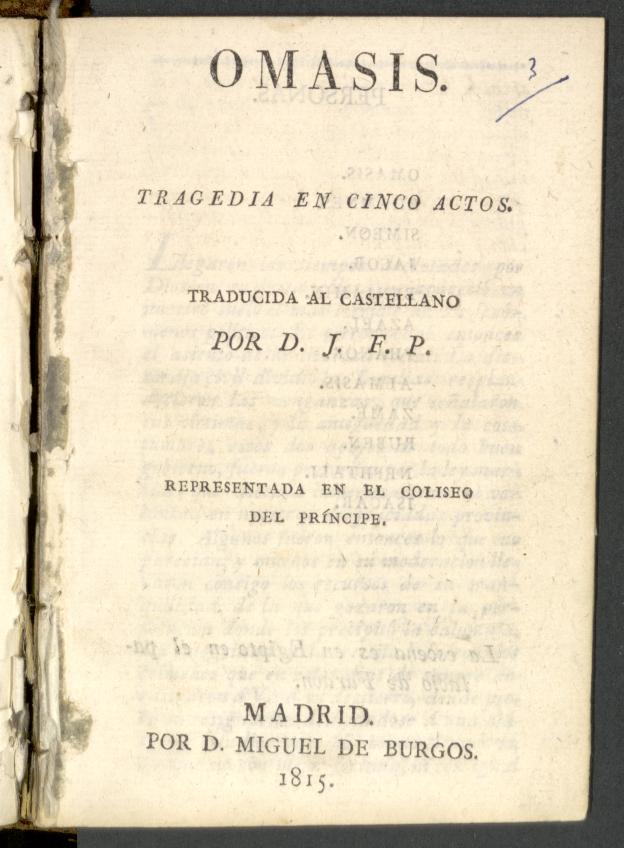 OMASIS.
3
TRAGEDIA EN CINCO ACTOS.
TRADUCIDA AL CASTELLANO
POR D. J. F. P.
REPRESENTADA EN EL COLISEO
DEL PRÍNCIPE.
MADRID.
POR D. MIGUEL DE BURGOS.
1815.